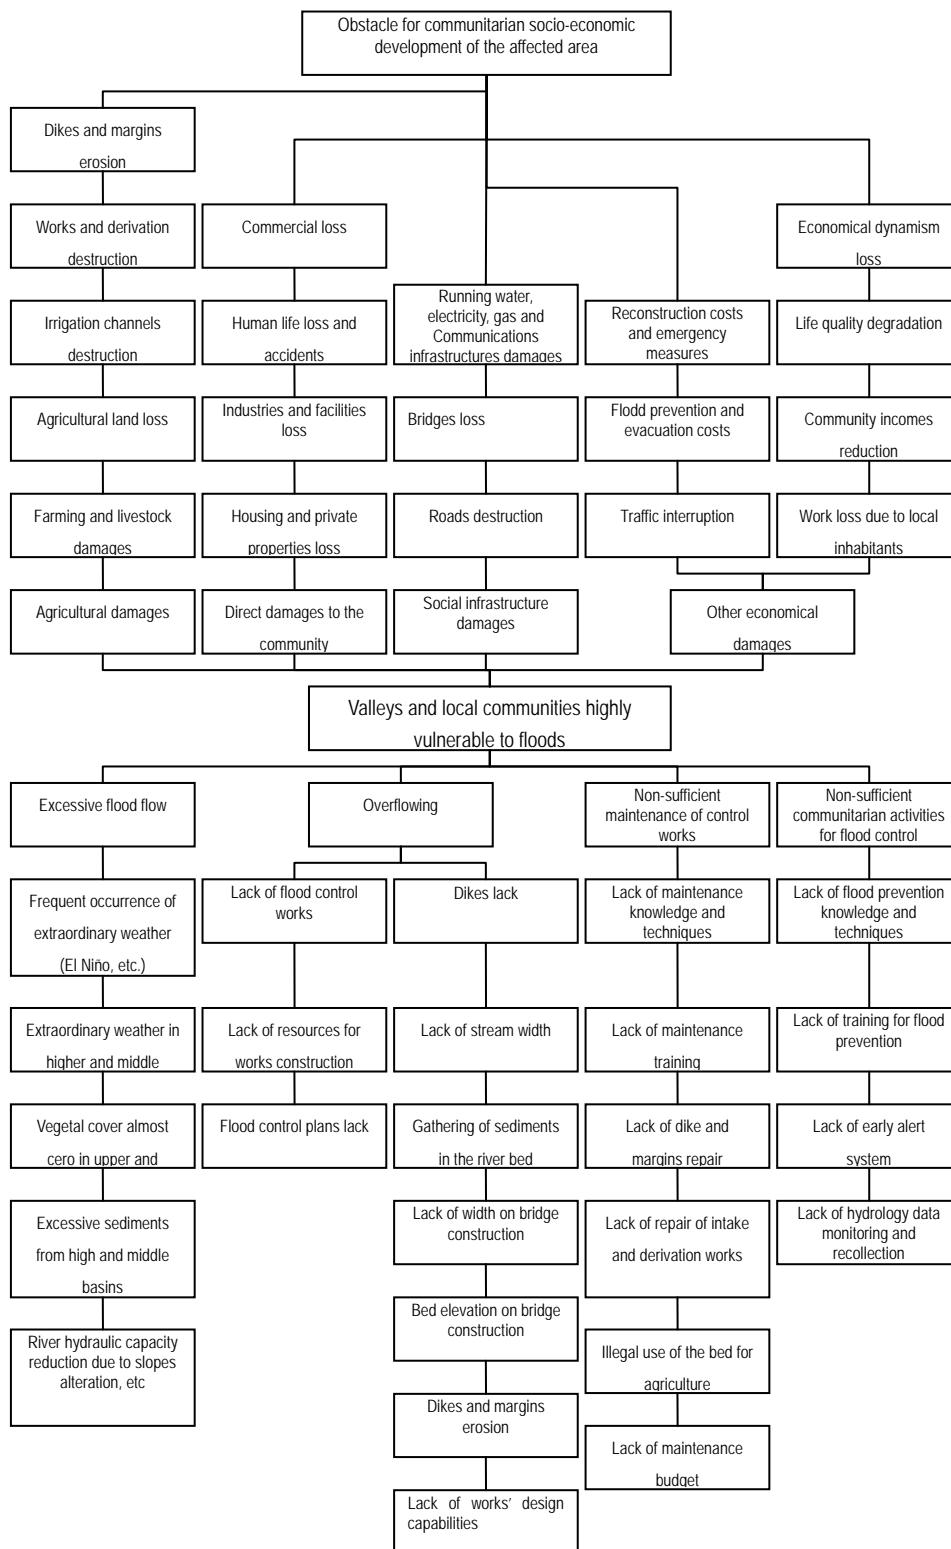 Obstacle for communitarian socio-economic
development of the affected area
Dikes and margins
erosion
Works and derivation
destruction
Commercial loss
Economical dynamism
loss
Irrigation channels
destruction
Human life loss and
accidents
Running water,
electricity, gas and
Communications
infrastructures damages
Reconstruction costs
and emergency
measures
Life quality degradation
Agricultural land loss
Industries and facilities
loss
Bridges loss
Flodd prevention and
evacuation costs
Community incomes
reduction
Farming and livestock
damages
Housing and private
properties loss
Roads destruction
Traffic interruption
Work loss due to local
inhabitants
Agricultural damages
Direct damages to the
community
Social infrastructure
damages
Other economical
damages
Valleys and local communities highly
vulnerable to floods
Excessive flood flow
Overflowing
Non-sufficient
maintenance of control
works
Non-sufficient
communitarian activities
for flood control
Frequent occurrence of
extraordinary weather
(El Niño, etc.)
Lack of flood control
works
Dikes lack
Lack of maintenance
knowledge and
techniques
Lack of flood prevention
knowledge and
techniques
Extraordinary weather in
higher and middle
Lack of resources for
works construction
Lack of stream width
Lack of maintenance
training
Lack of training for flood
prevention
Vegetal cover almost
cero in upper and
Flood control plans lack
Gathering of sediments
in the river bed
Lack of dike and
margins repair
Lack of early alert
system
Excessive sediments
from high and middle
basins
Lack of width on bridge
construction
Lack of repair of intake
and derivation works
Lack of hydrology data
monitoring and
recollection
River hydraulic capacity
reduction due to slopes
alteration, etc
Bed elevation on bridge
construction
Illegal use of the bed for
agriculture
Dikes and margins
erosion
Lack of maintenance
budget
Lack of works' design
capabilities